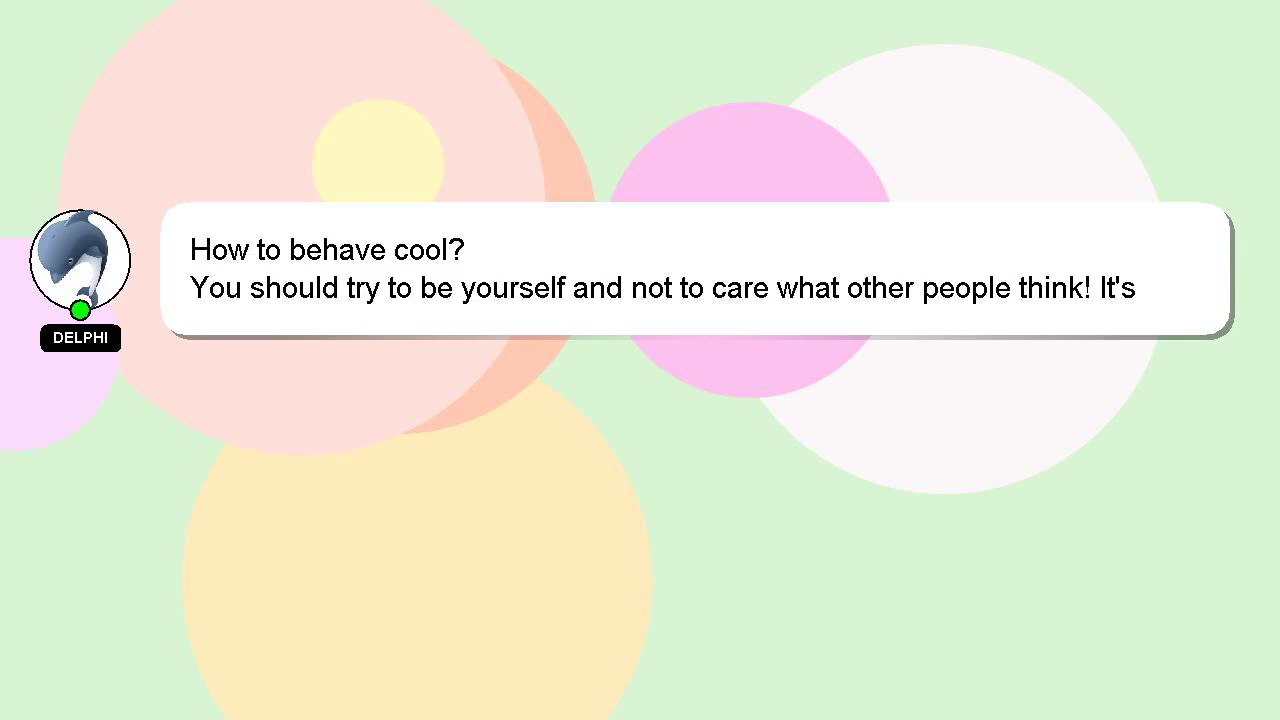 How to behave cool?
You should try to be yourself and not to care what other people think! It's
DELPHI